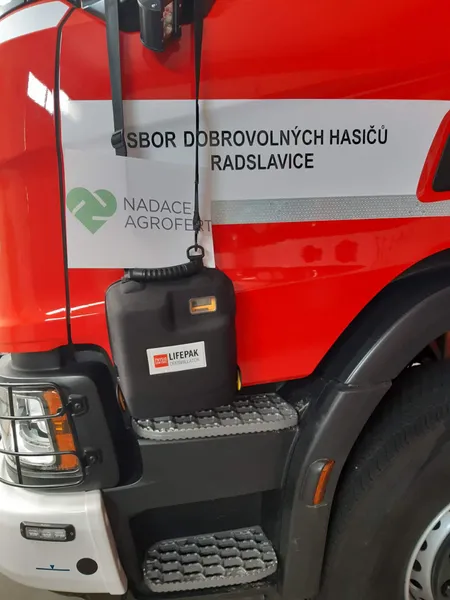 SBOR DOBROVOLNÝCH HASIČŮ
RADSLAVICE
NADACE
AGROFERT
LIFEPAK